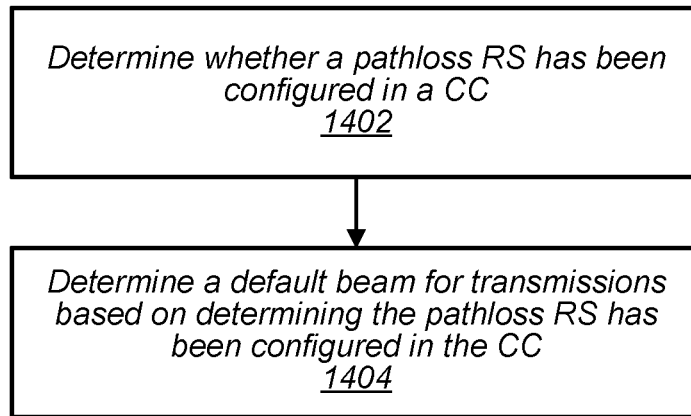 Determine whether a pathloss RS has been
configured in a CC
1402
Determine a default beam for transmissions
based on determining the pathloss RS has
been configured in the CC
1404